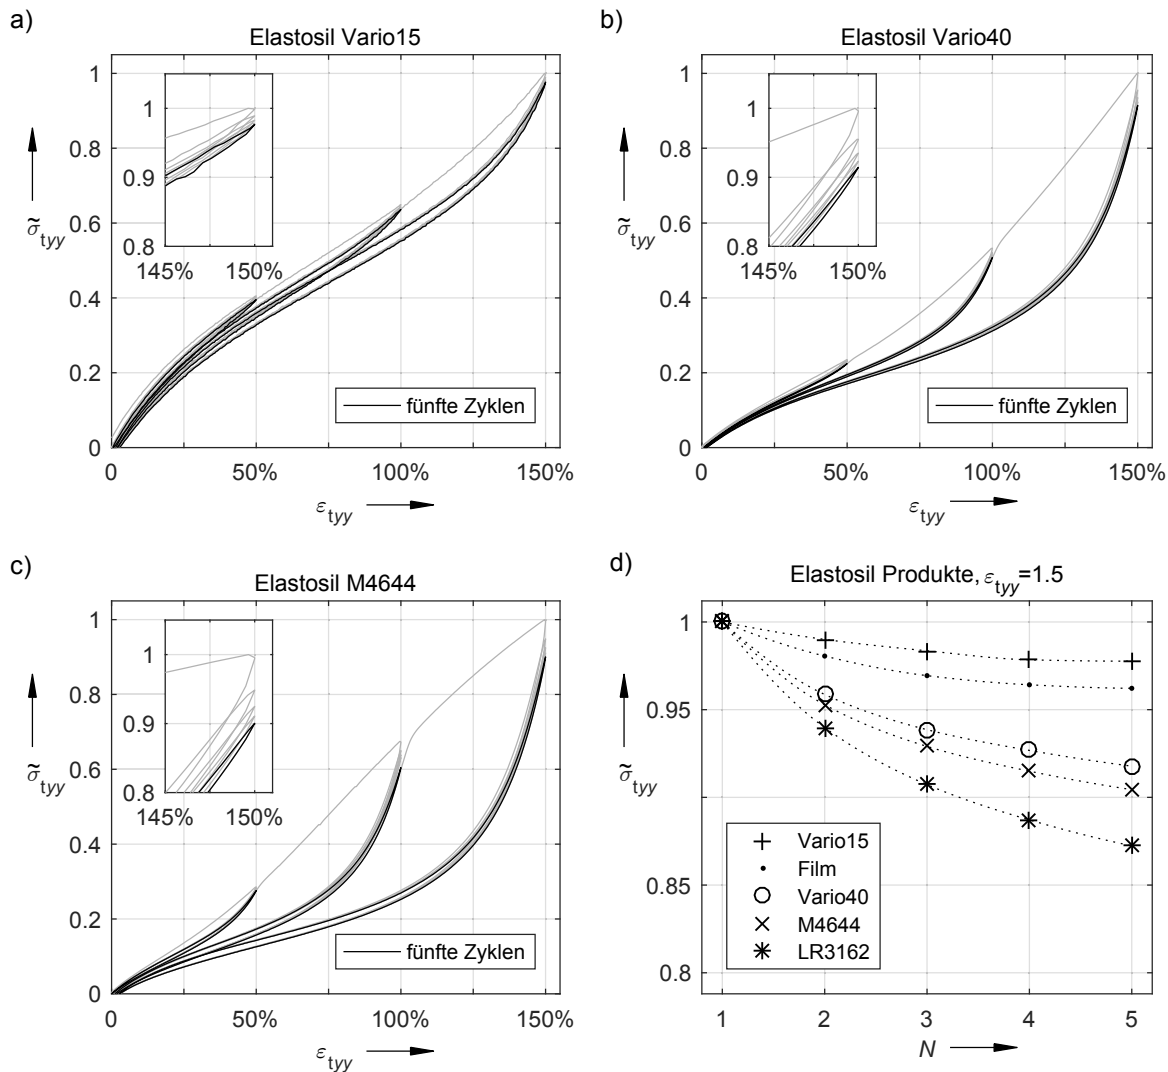 a)
Elastosil Vario15
1
0.8
0.6
0.4
0.2
0
σ̃tyy
1
0.9
0.8
145% 150%
fünfte Zyklen
0 50% 100% 150%
εtyy
b)
Elastosil Vario40
1
0.8
0.6
0.4
0.2
0
σ̃tyy
1
0.9
0.8
145% 150%
fünfte Zyklen
0 50% 100% 150%
εtyy
c)
Elastosil M4644
1
0.8
0.6
0.4
0.2
0
σ̃tyy
1
0.9
0.8
145% 150%
fünfte Zyklen
0 50% 100% 150%
εtyy
d)
Elastosil Produkte, εtyy=1.5
1
0.95
0.85
0.8
σ̃tyy
Vario15
Film
Vario40
M4644
LR3162
1 2 3 4 5
N